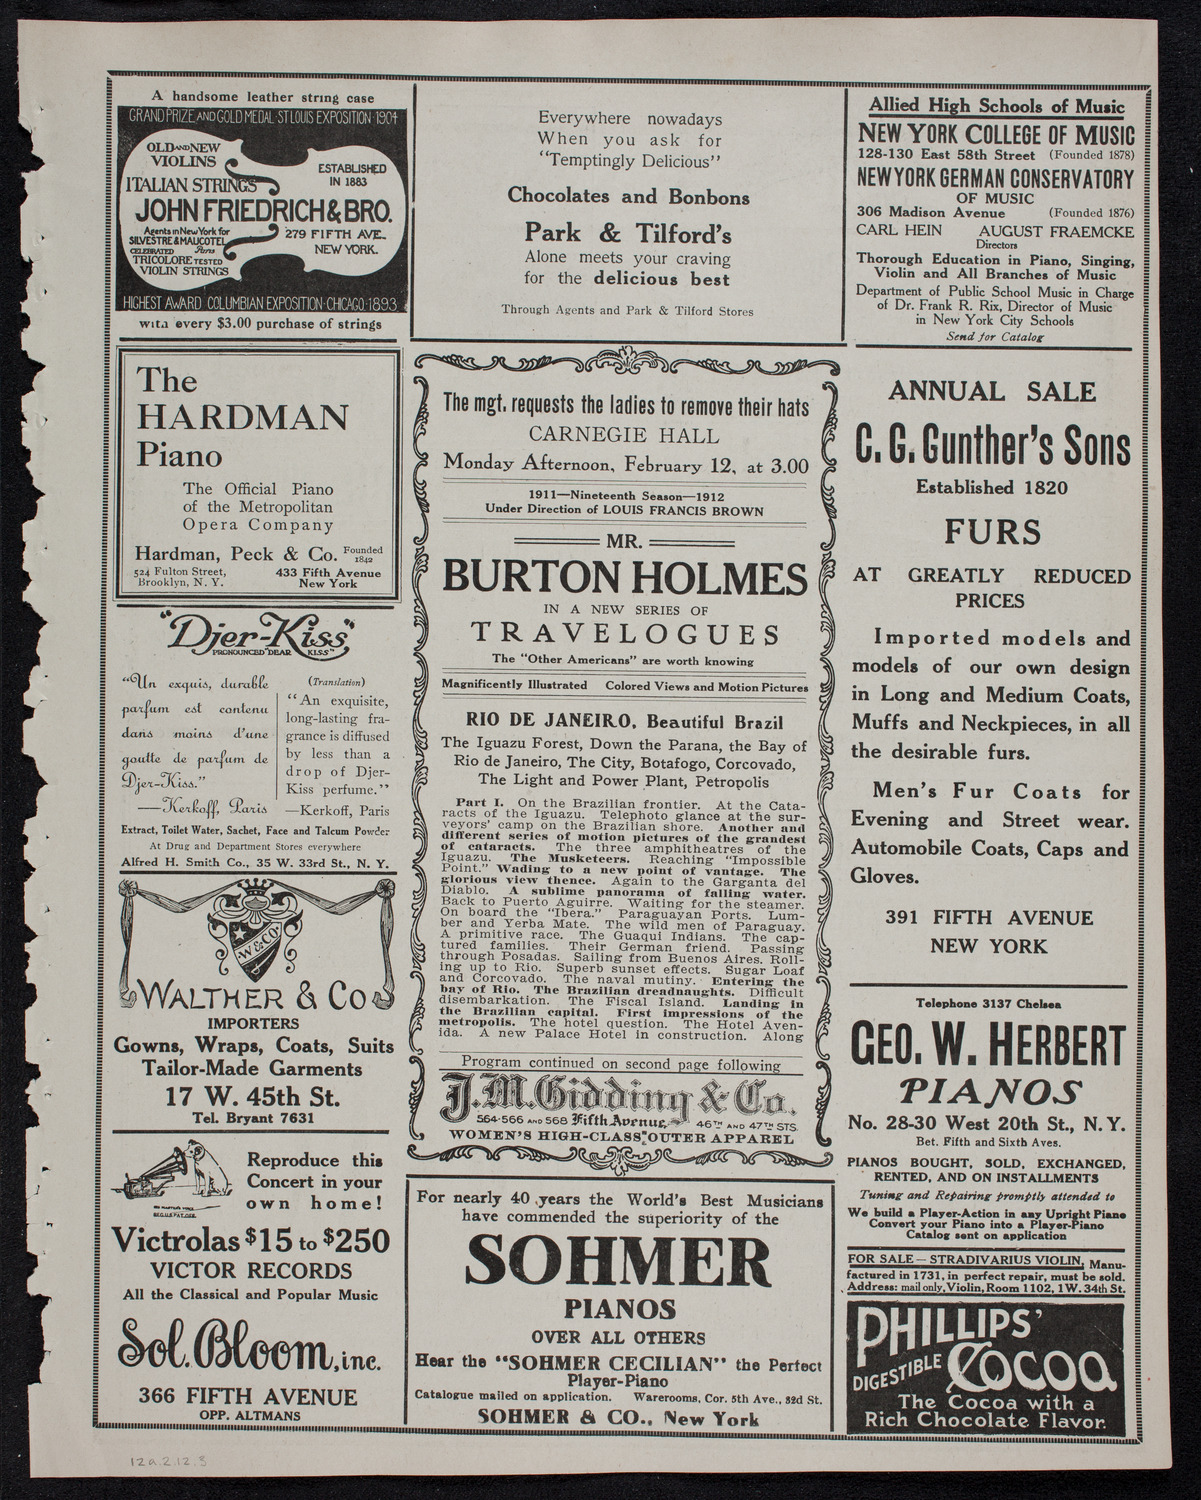 A handsome leather string case
GRAND PRIZE AND GOLD MEDAL · ST LOUIS EXPOSITION · 1904
OLD AND NEW
VIOLINS
ITALIAN STRINGS
ESTABLISHED
IN 1883
JOHN FRIEDRICH & BRO.
Agents in New York for
SILVESTRE & MAUCOTEL
CELEBRATED Paris
TRICOLORE TESTED
VIOLIN STRINGS
279 FIFTH AVE.
NEW YORK.
HIGHEST AWARD COLUMBIAN EXPOSITION · CHICAGO · 1893
with every $3.00 purchase of strings
The
HARDMAN
Piano
The Official Piano
of the Metropolitan
Opera Company
Hardman, Peck & Co. Founded 1842
524 Fulton Street, 433 Fifth Avenue
Brooklyn, N. Y. New York
"Djer-Kiss"
PRONOUNCED "DEAR KISS"
"Un exquis, durable
parfum est contenu
dans moins d'une
goutte de parfum de
Djer-Kiss."
—Kerkoff, Paris
(Translation)
"An exquisite,
long-lasting fra-
grance is diffused
by less than a
drop of Djer-
Kiss perfume."
—Kerkoff, Paris
Extract, Toilet Water, Sachet, Face and Talcum Powder
At Drug and Department Stores everywhere
Alfred H. Smith Co., 35 W. 33rd St., N. Y.
W & CO
WALTHER & CO
IMPORTERS
Gowns, Wraps, Coats, Suits
Tailor-Made Garments
17 W. 45th St.
Tel. Bryant 7631
HIS MASTER'S VOICE
REG. U.S. PAT. OFF.
Reproduce this
Concert in your
own home!
Victrolas $15 to $250
VICTOR RECORDS
All the Classical and Popular Music
Sol. Bloom, inc.
366 FIFTH AVENUE
OPP. ALTMANS
Everywhere nowadays
When you ask for
"Temptingly Delicious"
Chocolates and Bonbons
Park & Tilford's
Alone meets your craving
for the delicious best
Through Agents and Park & Tilford Stores
The mgt. requests the ladies to remove their hats
CARNEGIE HALL
Monday Afternoon, February 12, at 3.00
1911—Nineteenth Season—1912
Under Direction of LOUIS FRANCIS BROWN
MR.
BURTON HOLMES
IN A NEW SERIES OF
TRAVELOGUES
The "Other Americans" are worth knowing
Magnificently Illustrated Colored Views and Motion Pictures
RIO DE JANEIRO, Beautiful Brazil
The Iguazu Forest, Down the Parana, the Bay of
Rio de Janeiro, The City, Botafogo, Corcovado,
The Light and Power Plant, Petropolis
Part I. On the Brazilian frontier. At the Cata-
racts of the Iguazu. Telephoto glance at the sur-
veyors' camp on the Brazilian shore. Another and
different series of motion pictures of the grandest
of cataracts. The three amphitheatres of the
Iguazu. The Musketeers. Reaching "Impossible
Point." Wading to a new point of vantage. The
glorious view thence. Again to the Garganta del
Diablo. A sublime panorama of falling water.
Back to Puerto Aguirre. Waiting for the steamer.
On board the "Ibera." Paraguayan Ports. Lum-
ber and Yerba Mate. The wild men of Paraguay.
A primitive race. The Guaqui Indians. The cap-
tured families. Their German friend. Passing
through Posadas. Sailing from Buenos Aires. Roll-
ing up to Rio. Superb sunset effects. Sugar Loaf
and Corcovado. The naval mutiny. Entering the
bay of Rio. The Brazilian dreadnaughts. Difficult
disembarkation. The Fiscal Island. Landing in
the Brazilian capital. First impressions of the
metropolis. The hotel question. The Hotel Aven-
ida. A new Palace Hotel in construction. Along
Program continued on second page following
J. M. Gidding & Co.
564-566 AND 568 Fifth Avenue, 46TH AND 47TH STS.
WOMEN'S HIGH-CLASS OUTER APPAREL
For nearly 40 years the World's Best Musicians
have commended the superiority of the
SOHMER
PIANOS
OVER ALL OTHERS
Hear the "SOHMER CECILIAN" the Perfect
Player-Piano
Catalogue mailed on application. Warerooms, Cor. 5th Ave., 32d St.
SOHMER & CO., New York
Allied High Schools of Music
NEW YORK COLLEGE OF MUSIC
128-130 East 58th Street (Founded 1878)
NEW YORK GERMAN CONSERVATORY
OF MUSIC
306 Madison Avenue (Founded 1876)
CARL HEIN AUGUST FRAEMCKE
Directors
Thorough Education in Piano, Singing,
Violin and All Branches of Music
Department of Public School Music in Charge
of Dr. Frank R. Rix, Director of Music
in New York City Schools
Send for Catalog
ANNUAL SALE
C. G. Gunther's Sons
Established 1820
FURS
AT GREATLY REDUCED
PRICES
Imported models and
models of our own design
in Long and Medium Coats,
Muffs and Neckpieces, in all
the desirable furs.
Men's Fur Coats for
Evening and Street wear.
Automobile Coats, Caps and
Gloves.
391 FIFTH AVENUE
NEW YORK
Telephone 3137 Chelsea
GEO. W. HERBERT
PIANOS
No. 28-30 West 20th St., N. Y.
Bet. Fifth and Sixth Aves.
PIANOS BOUGHT, SOLD, EXCHANGED,
RENTED, AND ON INSTALLMENTS
Tuning and Repairing promptly attended to
We build a Player-Action in any Upright Piano
Convert your Piano into a Player-Piano
Catalog sent on application
FOR SALE—STRADIVARIUS VIOLIN, Manu-
factured in 1731, in perfect repair, must be sold.
Address: mail only, Violin, Room 1102, 1 W. 34th St.
PHILLIPS'
DIGESTIBLE COCOA
The Cocoa with a
Rich Chocolate Flavor.
12a.2.12.3